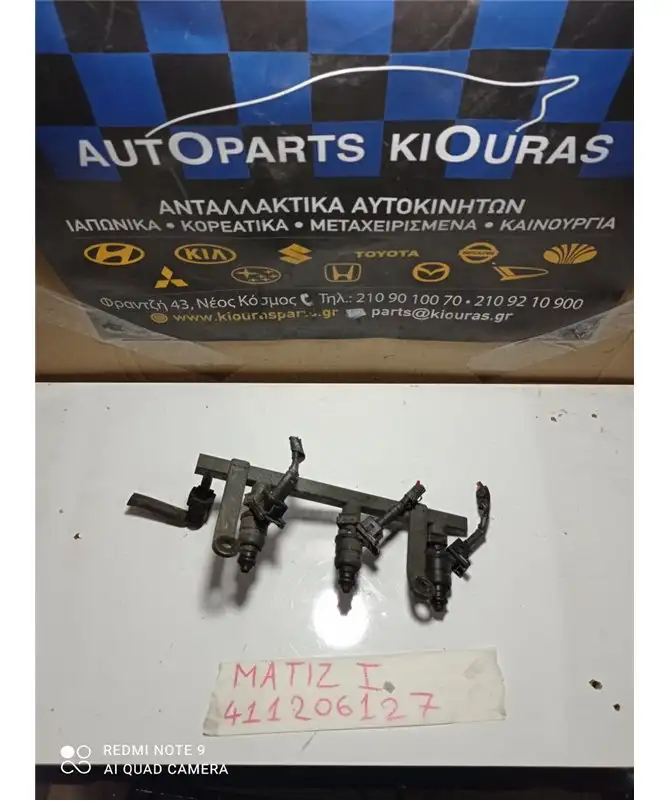 AUTOPARTS KIOURAS
ΑΝΤΑΛΛΑΚΤΙΚΑ ΑΥΤΟΚΙΝΗΤΩΝ
ΙΑΠΩΝΙΚΑ • ΚΟΡΕΑΤΙΚΑ • ΜΕΤΑΧΕΙΡΙΣΜΕΝΑ • ΚΑΙΝΟΥΡΓΙΑ
KIA TOYOTA
Φραντζή 43, Νέος Κόσμος Τηλ.: 210 90 100 70 • 210 92 10 900
www.kiourasparts.gr parts@kiouras.gr
MATIZ I
411206127
REDMI NOTE 9
AI QUAD CAMERA